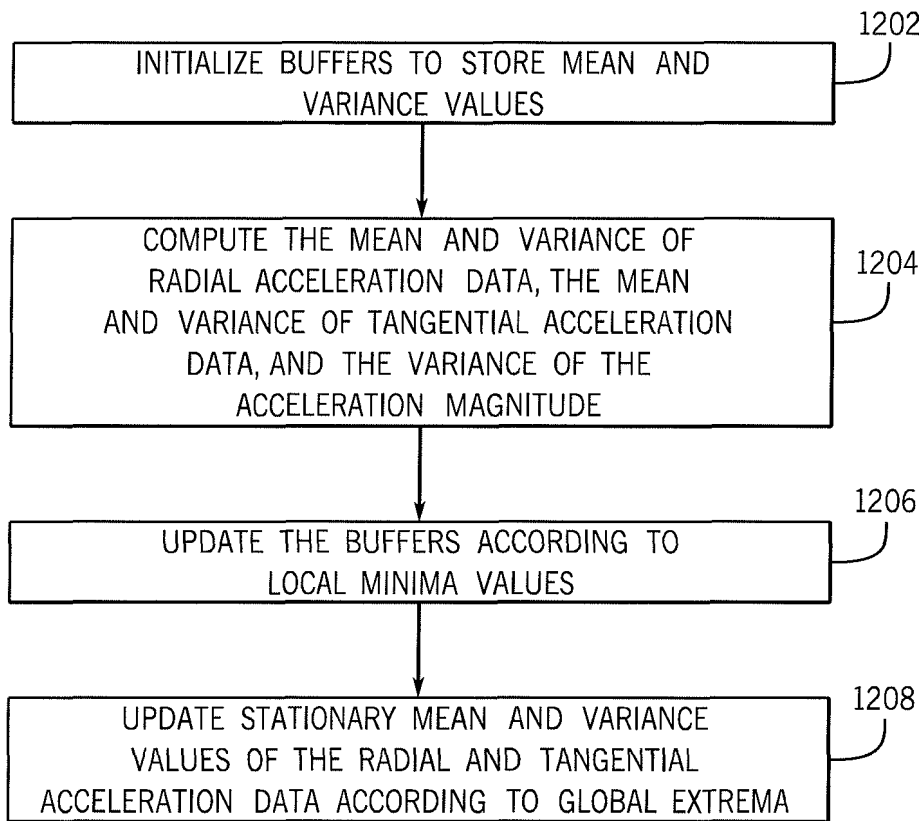 1202
INITIALIZE BUFFERS TO STORE MEAN AND
VARIANCE VALUES
1204
COMPUTE THE MEAN AND VARIANCE OF
RADIAL ACCELERATION DATA, THE MEAN
AND VARIANCE OF TANGENTIAL ACCELERATION
DATA, AND THE VARIANCE OF THE
ACCELERATION MAGNITUDE
1206
UPDATE THE BUFFERS ACCORDING TO
LOCAL MINIMA VALUES
1208
UPDATE STATIONARY MEAN AND VARIANCE
VALUES OF THE RADIAL AND TANGENTIAL
ACCELERATION DATA ACCORDING TO GLOBAL EXTREMA